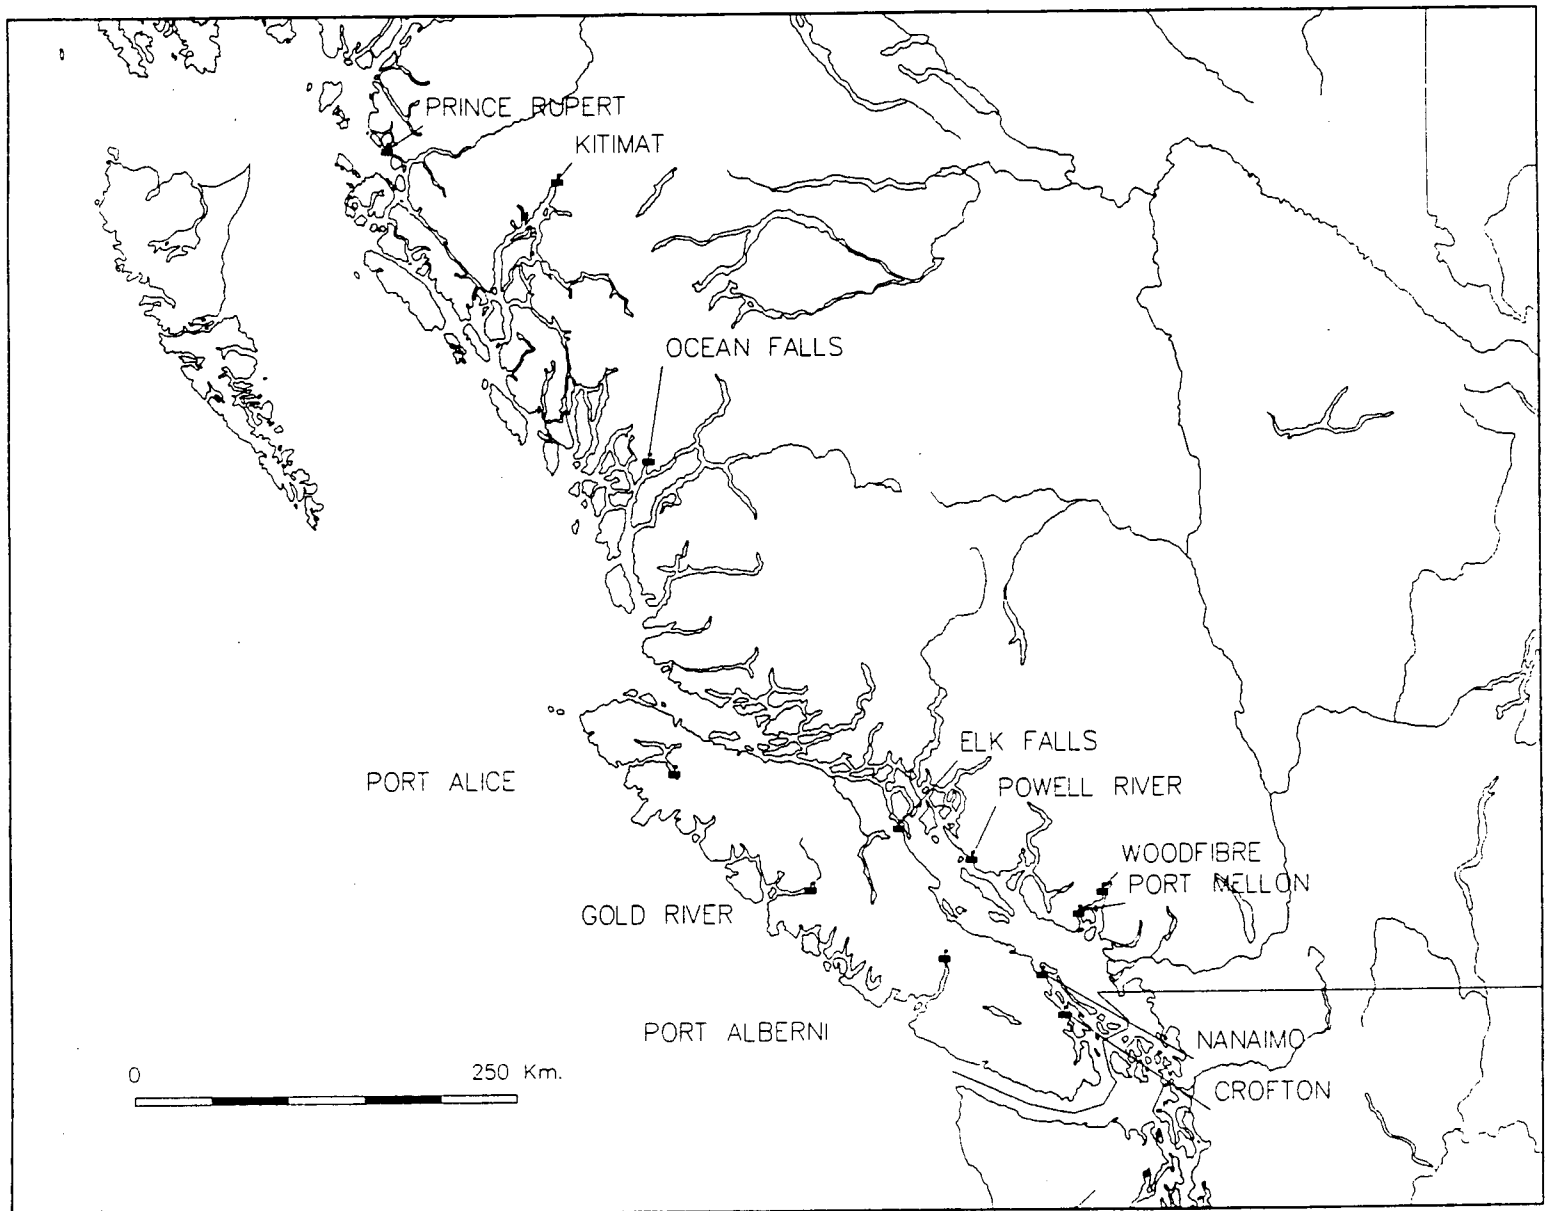 PRINCE RUPERT
KITIMAT
OCEAN FALLS
ELK FALLS
PORT ALICE
POWELL RIVER
WOODFIBRE
PORT MELLON
GOLD RIVER
PORT ALBERNI
NANAIMO
0 250 Km.
CROFTON